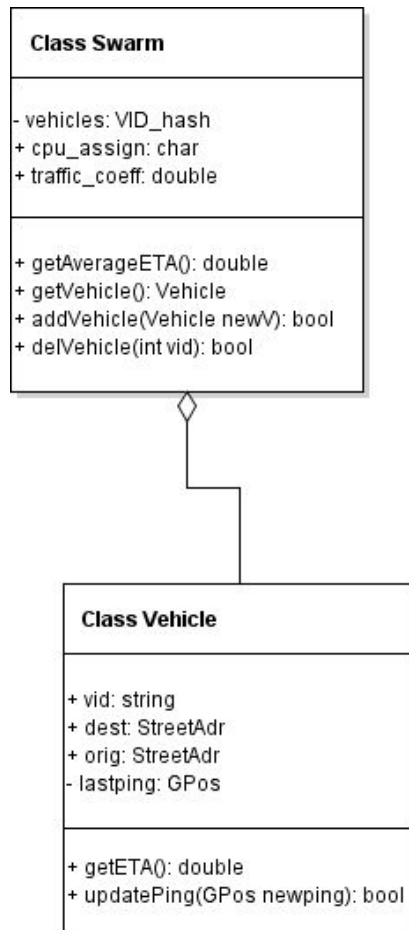 Class Swarm
- vehicles: VID_hash
+ cpu_assign: char
+ traffic_coeff: double
+ getAverageETA(): double
+ getVehicle(): Vehicle
+ addVehicle(Vehicle newV): bool
+ delVehicle(int vid): bool
Class Vehicle
+ vid: string
+ dest: StreetAdr
+ orig: StreetAdr
- lastping: GPos
+ getETA(): double
+ updatePing(GPos newping): bool